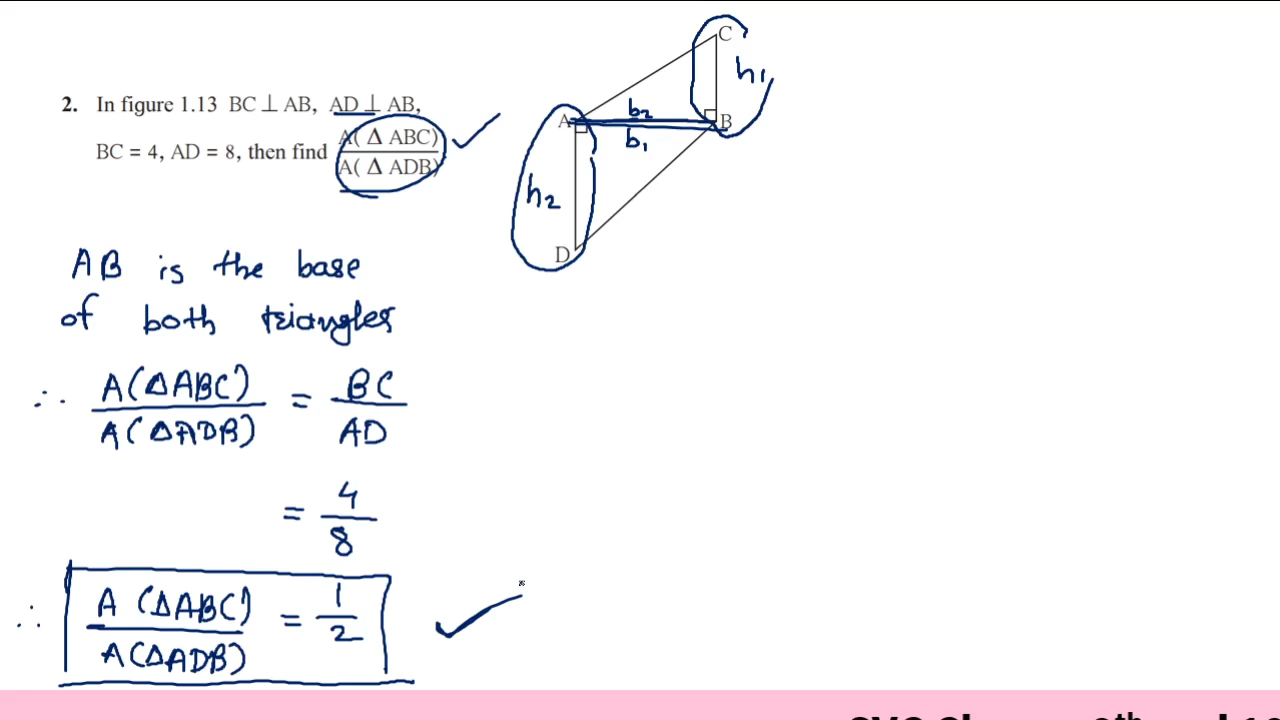 2. In figure 1.13 BC ⊥ AB, AD ⊥ AB,
BC = 4, AD = 8, then find A( Δ ABC) / A( Δ ADB)
C
h₁
A
b₂
B
b₁
h₂
D
AB is the base
of both triangles
∴ A(ΔABC) / A(ΔADB) = BC / AD
= 4 / 8
∴ A (ΔABC) / A(ΔADB) = 1 / 2